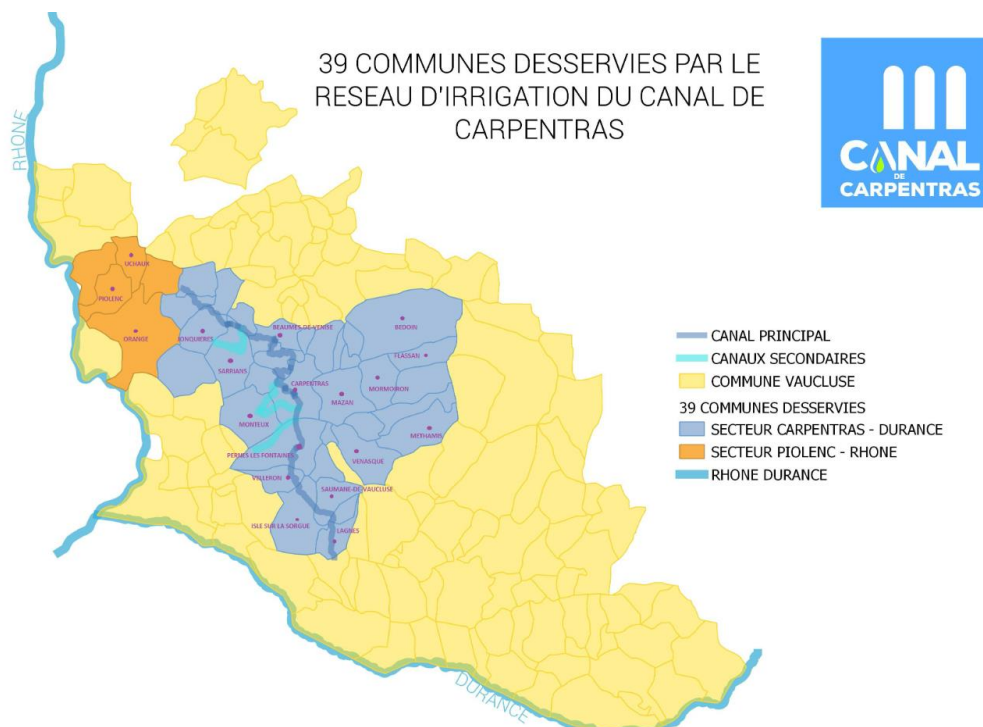 39 COMMUNES DESSERVIES PAR LE
RESEAU D'IRRIGATION DU CANAL DE
CARPENTRAS
CANAL
DE
CARPENTRAS
RHONE
UCHAUX
PIOLENC
ORANGE
JONQUIERES
BEAUMES-DE-VENISE
BEDOIN
SARRIANS
FLASSAN
CARPENTRAS
MORMOIRON
MAZAN
MONTEUX
METHAMIS
PERNES LES FONTAINES
VENASQUE
VELLERON
SAUMANE-DE-VAUCLUSE
ISLE SUR LA SORGUE
LAGNES
DURANCE
CANAL PRINCIPAL
CANAUX SECONDAIRES
COMMUNE VAUCLUSE
39 COMMUNES DESSERVIES
SECTEUR CARPENTRAS - DURANCE
SECTEUR PIOLENC - RHONE
RHONE DURANCE